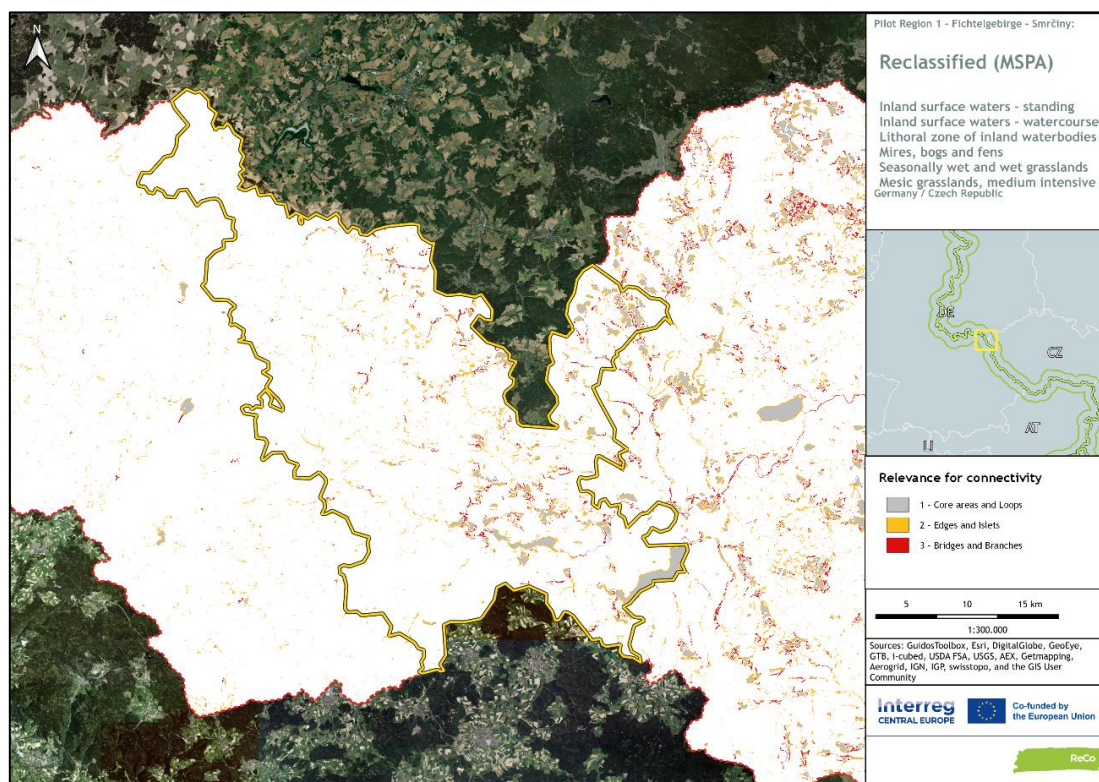 N
Pilot Region 1 - Fichtelgebirge - Smrčiny:
Reclassified (MSPA)
Inland surface waters - standing
Inland surface waters - watercourse
Lithoral zone of inland waterbodies
Mires, bogs and fens
Seasonally wet and wet grasslands
Mesic grasslands, medium intensive
Germany / Czech Republic
DE
CZ
AT
LI
Relevance for connectivity
1 - Core areas and Loops
2 - Edges and Islets
3 - Bridges and Branches
5 10 15 km
1:300.000
Sources: GuidosToolbox, Esri, DigitalGlobe, GeoEye,
GTB, i-cubed, USDA FSA, USGS, AEX, Getmapping,
Aerogrid, IGN, IGP, swisstopo, and the GIS User
Community
Interreg
CENTRAL EUROPE
Co-funded by
the European Union
ReCo